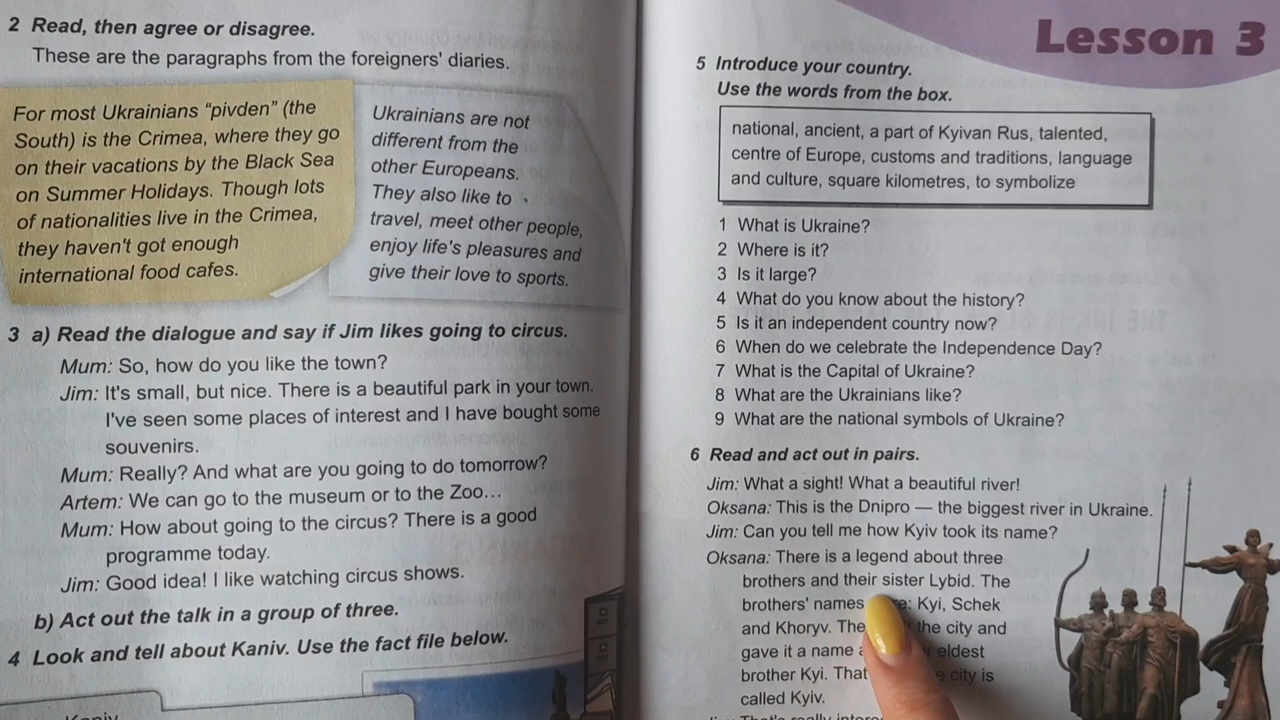 2 Read, then agree or disagree.
These are the paragraphs from the foreigners' diaries.
For most Ukrainians "pivden" (the
South) is the Crimea, where they go
on their vacations by the Black Sea
on Summer Holidays. Though lots
of nationalities live in the Crimea,
they haven't got enough
international food cafes.
Ukrainians are not
different from the
other Europeans.
They also like to
travel, meet other people,
enjoy life's pleasures and
give their love to sports.
3 a) Read the dialogue and say if Jim likes going to circus.
Mum: So, how do you like the town?
Jim: It's small, but nice. There is a beautiful park in your town.
I've seen some places of interest and I have bought some
souvenirs.
Mum: Really? And what are you going to do tomorrow?
Artem: We can go to the museum or to the Zoo...
Mum: How about going to the circus? There is a good
programme today.
Jim: Good idea! I like watching circus shows.
b) Act out the talk in a group of three.
4 Look and tell about Kaniv. Use the fact file below.
Kaniv
Lesson 3
5 Introduce your country.
Use the words from the box.
national, ancient, a part of Kyivan Rus, talented,
centre of Europe, customs and traditions, language
and culture, square kilometres, to symbolize
1 What is Ukraine?
2 Where is it?
3 Is it large?
4 What do you know about the history?
5 Is it an independent country now?
6 When do we celebrate the Independence Day?
7 What is the Capital of Ukraine?
8 What are the Ukrainians like?
9 What are the national symbols of Ukraine?
6 Read and act out in pairs.
Jim: What a sight! What a beautiful river!
Oksana: This is the Dnipro — the biggest river in Ukraine.
Jim: Can you tell me how Kyiv took its name?
Oksana: There is a legend about three
brothers and their sister Lybid. The
brothers' names Kyi, Schek
and Khoryv. the city and
gave it a name eldest
brother Kyi. That city is
called Kyiv.
Jim: That's really